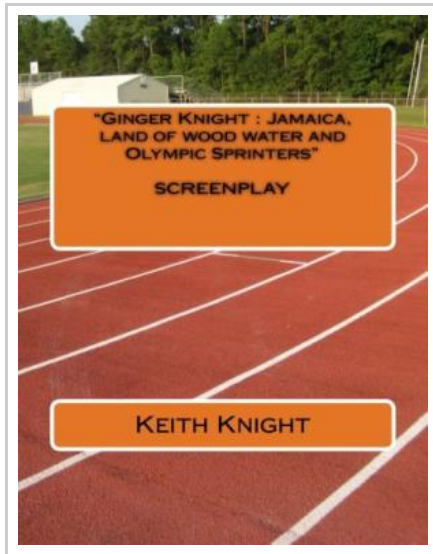 "Ginger Knight : Jamaica,
land of wood water and
Olympic Sprinters"
SCREENPLAY
Keith Knight